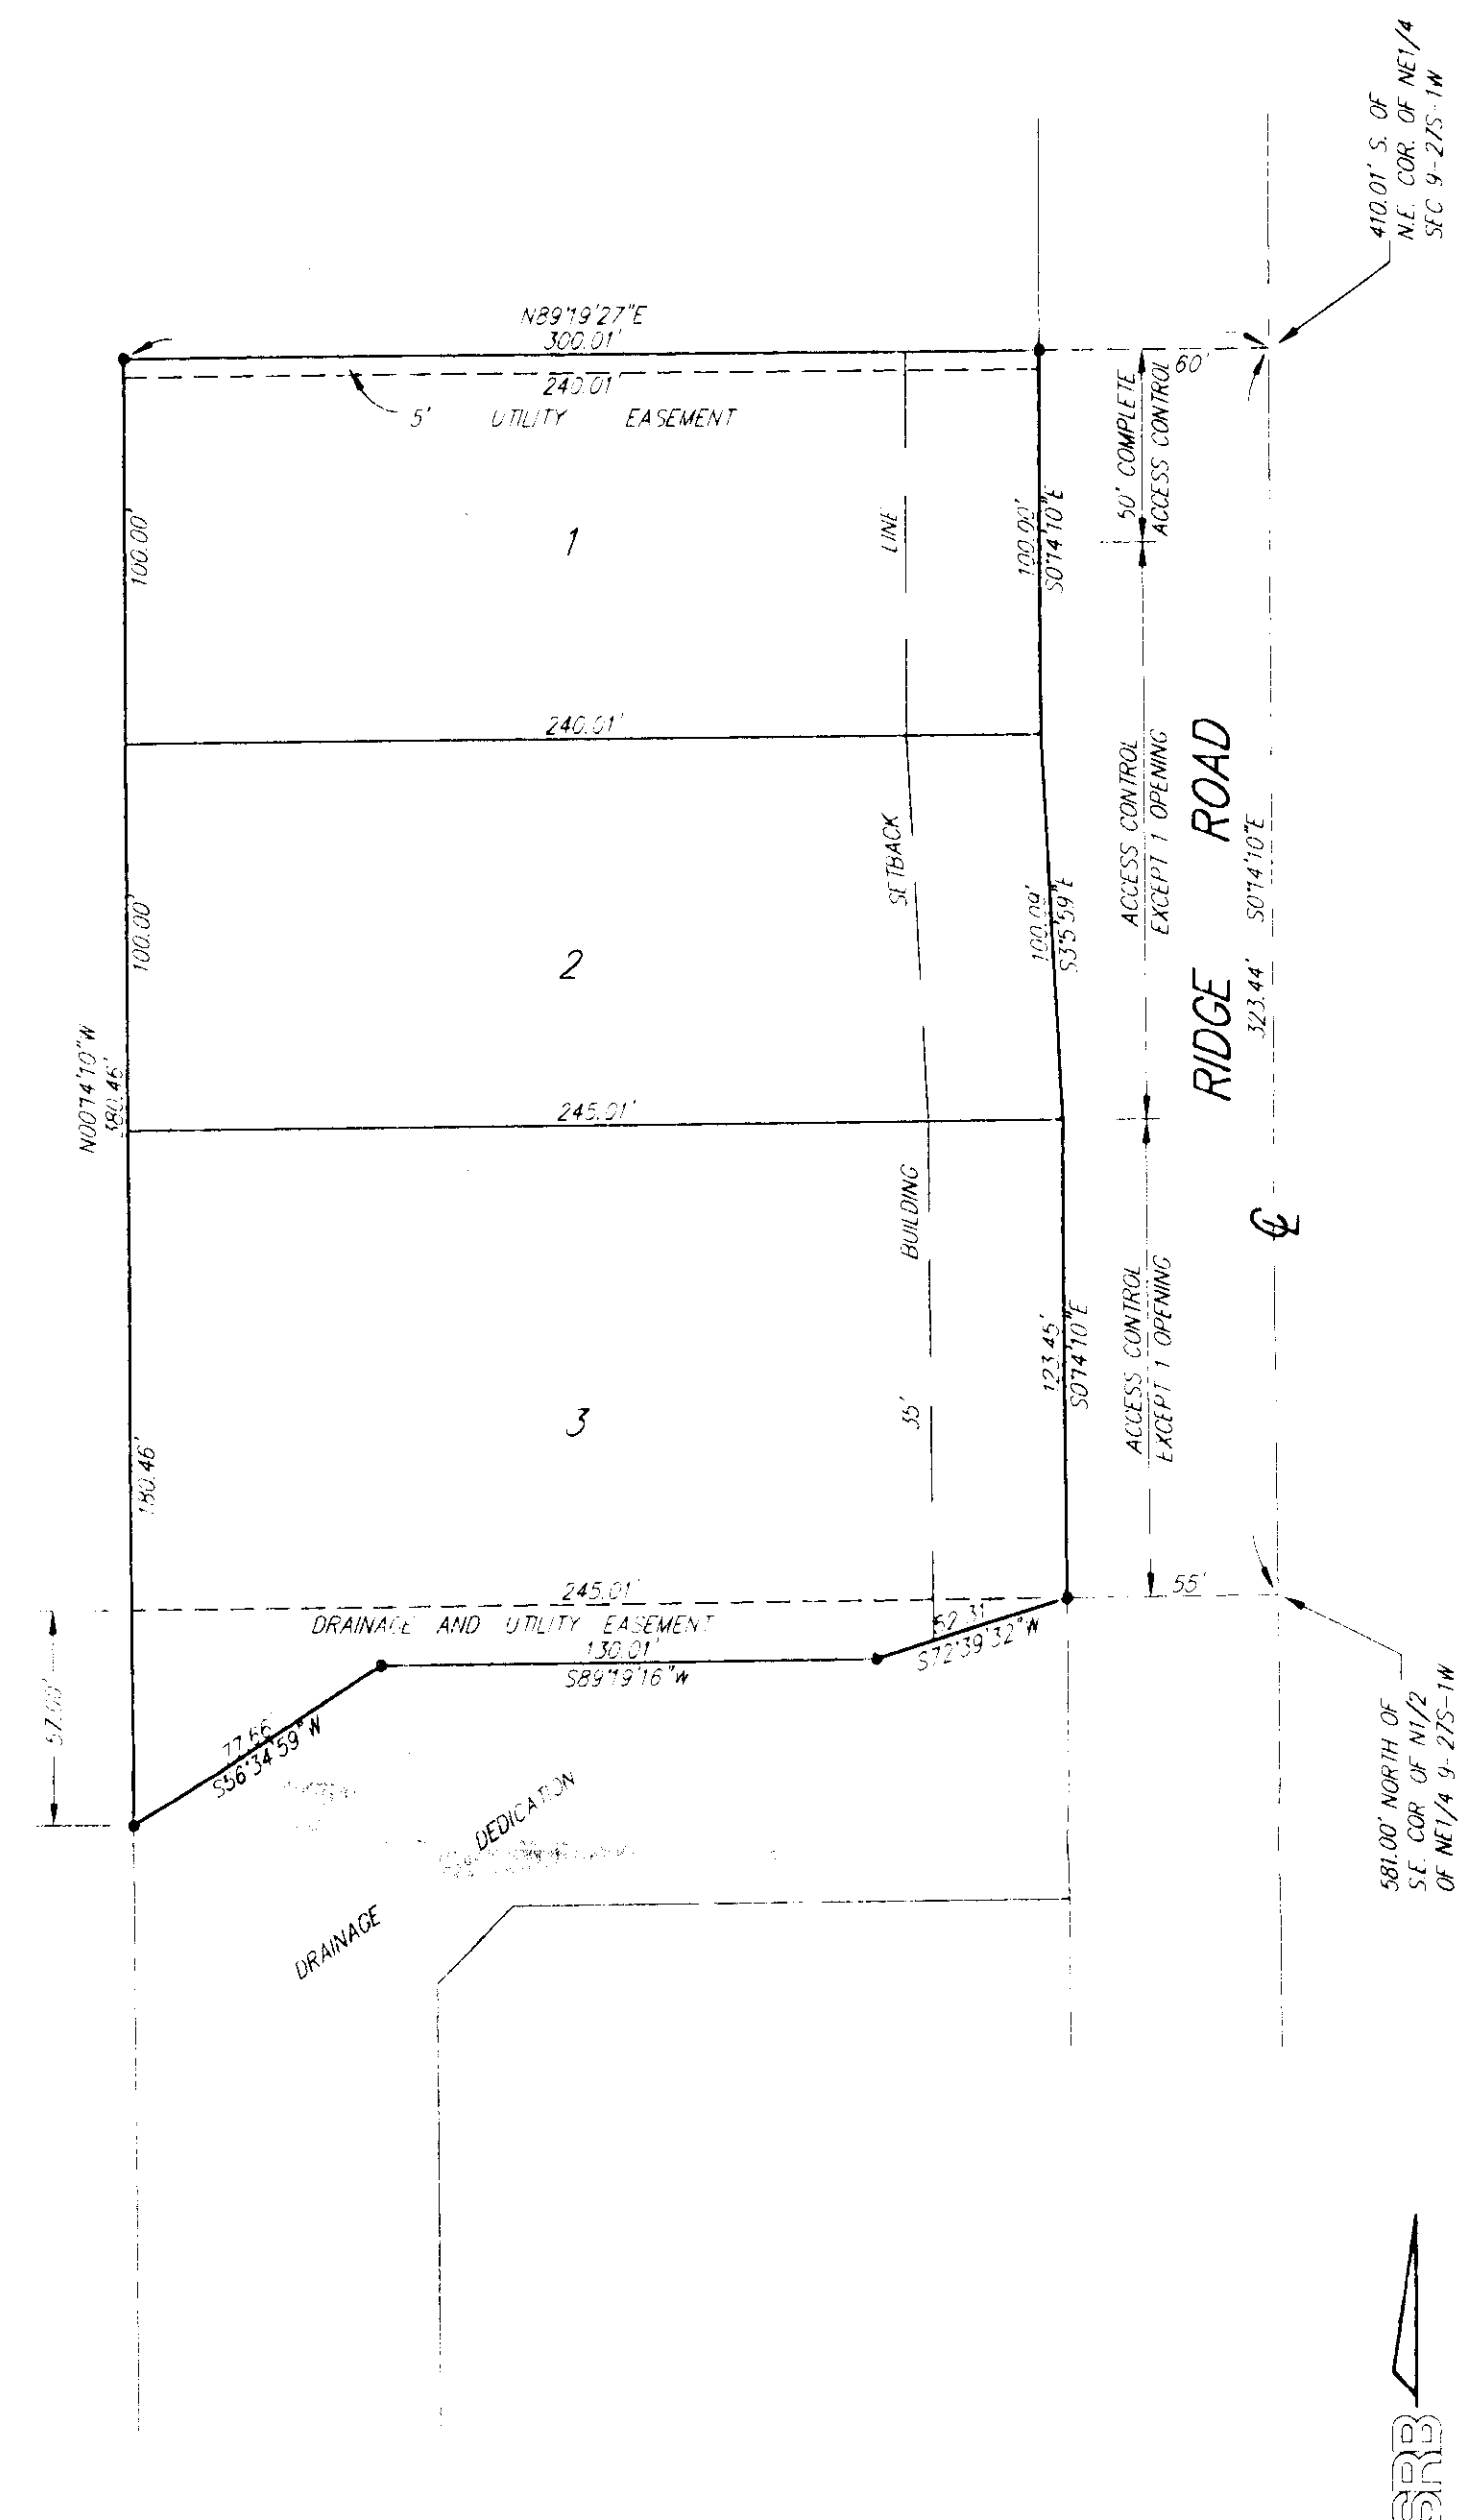 410.01' S. OF
N.E. COR. OF NE1/4
SEC 9-27S-1W
N89°19'27"E
300.01'
240.01'
60'
5' UTILITY EASEMENT
50' COMPLETE
ACCESS CONTROL
100.00'
1
LINE
100.00'
S0°14'10"E
240.01'
ACCESS CONTROL
EXCEPT 1 OPENING
RIDGE ROAD
323.44' S0°14'10"E
SETBACK
100.00'
2
100.09'
S3°5'59"E
N00°14'10"W
380.46'
245.01'
BUILDING
℄
ACCESS CONTROL
EXCEPT 1 OPENING
123.45'
S0°14'10"E
3
35'
180.46'
245.01'
55'
DRAINAGE AND UTILITY EASEMENT
130.01'
S89°19'16"W
52.31'
S72°39'32"W
57.00'
77.66'
S56°34'59"W
DRAINAGE DEDICATION
581.00' NORTH OF
S.E. COR OF N1/2
OF NE1/4 9-27S-1W
SRB